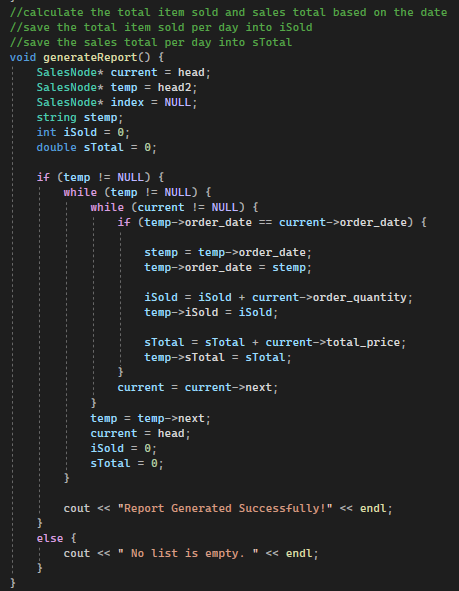 //calculate the total item sold and sales total based on the date
//save the total item sold per day into iSold
//save the sales total per day into sTotal
void generateReport() {
    SalesNode* current = head;
    SalesNode* temp = head2;
    SalesNode* index = NULL;
    string stemp;
    int iSold = 0;
    double sTotal = 0;

    if (temp != NULL) {
        while (temp != NULL) {
            while (current != NULL) {
                if (temp->order_date == current->order_date) {

                    stemp = temp->order_date;
                    temp->order_date = stemp;

                    iSold = iSold + current->order_quantity;
                    temp->iSold = iSold;

                    sTotal = sTotal + current->total_price;
                    temp->sTotal = sTotal;
                }
                current = current->next;
            }
            temp = temp->next;
            current = head;
            iSold = 0;
            sTotal = 0;
        }

        cout << "Report Generated Successfully!" << endl;
    }
    else {
        cout << " No list is empty. " << endl;
    }
}